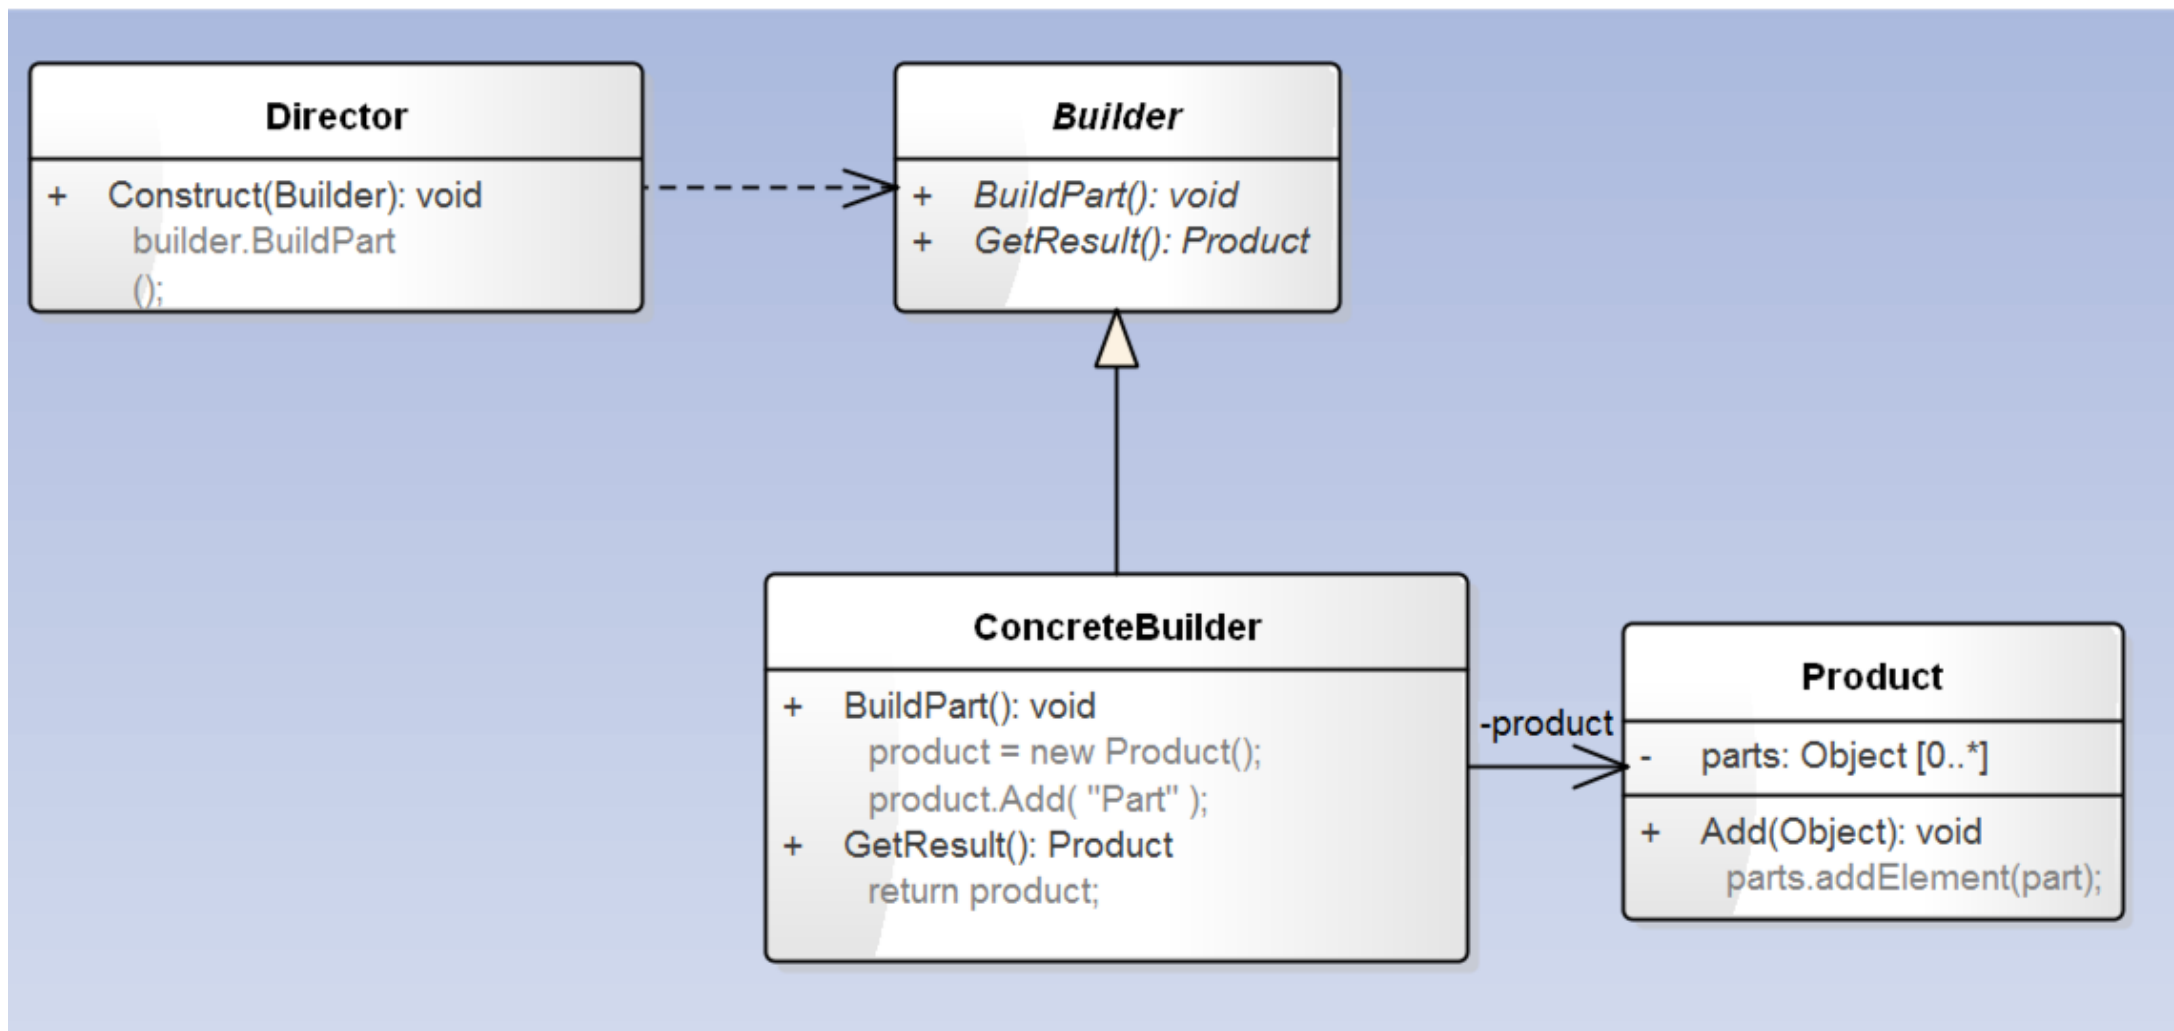 Director
+ Construct(Builder): void
builder.BuildPart
();
Builder
+ BuildPart(): void
+ GetResult(): Product
ConcreteBuilder
+ BuildPart(): void
product = new Product();
product.Add( "Part" );
+ GetResult(): Product
return product;
-product
Product
- parts: Object [0..*]
+ Add(Object): void
parts.addElement(part);